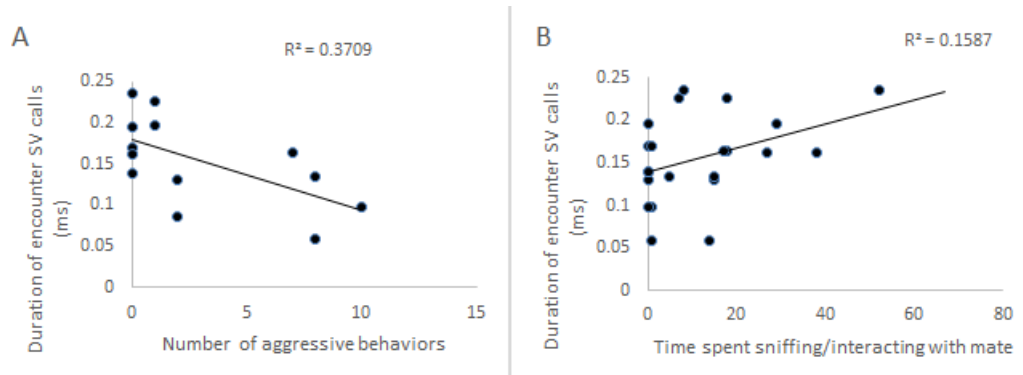 A
R² = 0.3709
Duration of encounter SV calls
(ms)
0.25
0.2
0.15
0.1
0.05
0
0 5 10 15
Number of aggressive behaviors
B
R² = 0.1587
Duration of encounter SV calls
(ms)
0.25
0.2
0.15
0.1
0.05
0
0 20 40 60 80
Time spent sniffing/interacting with mate